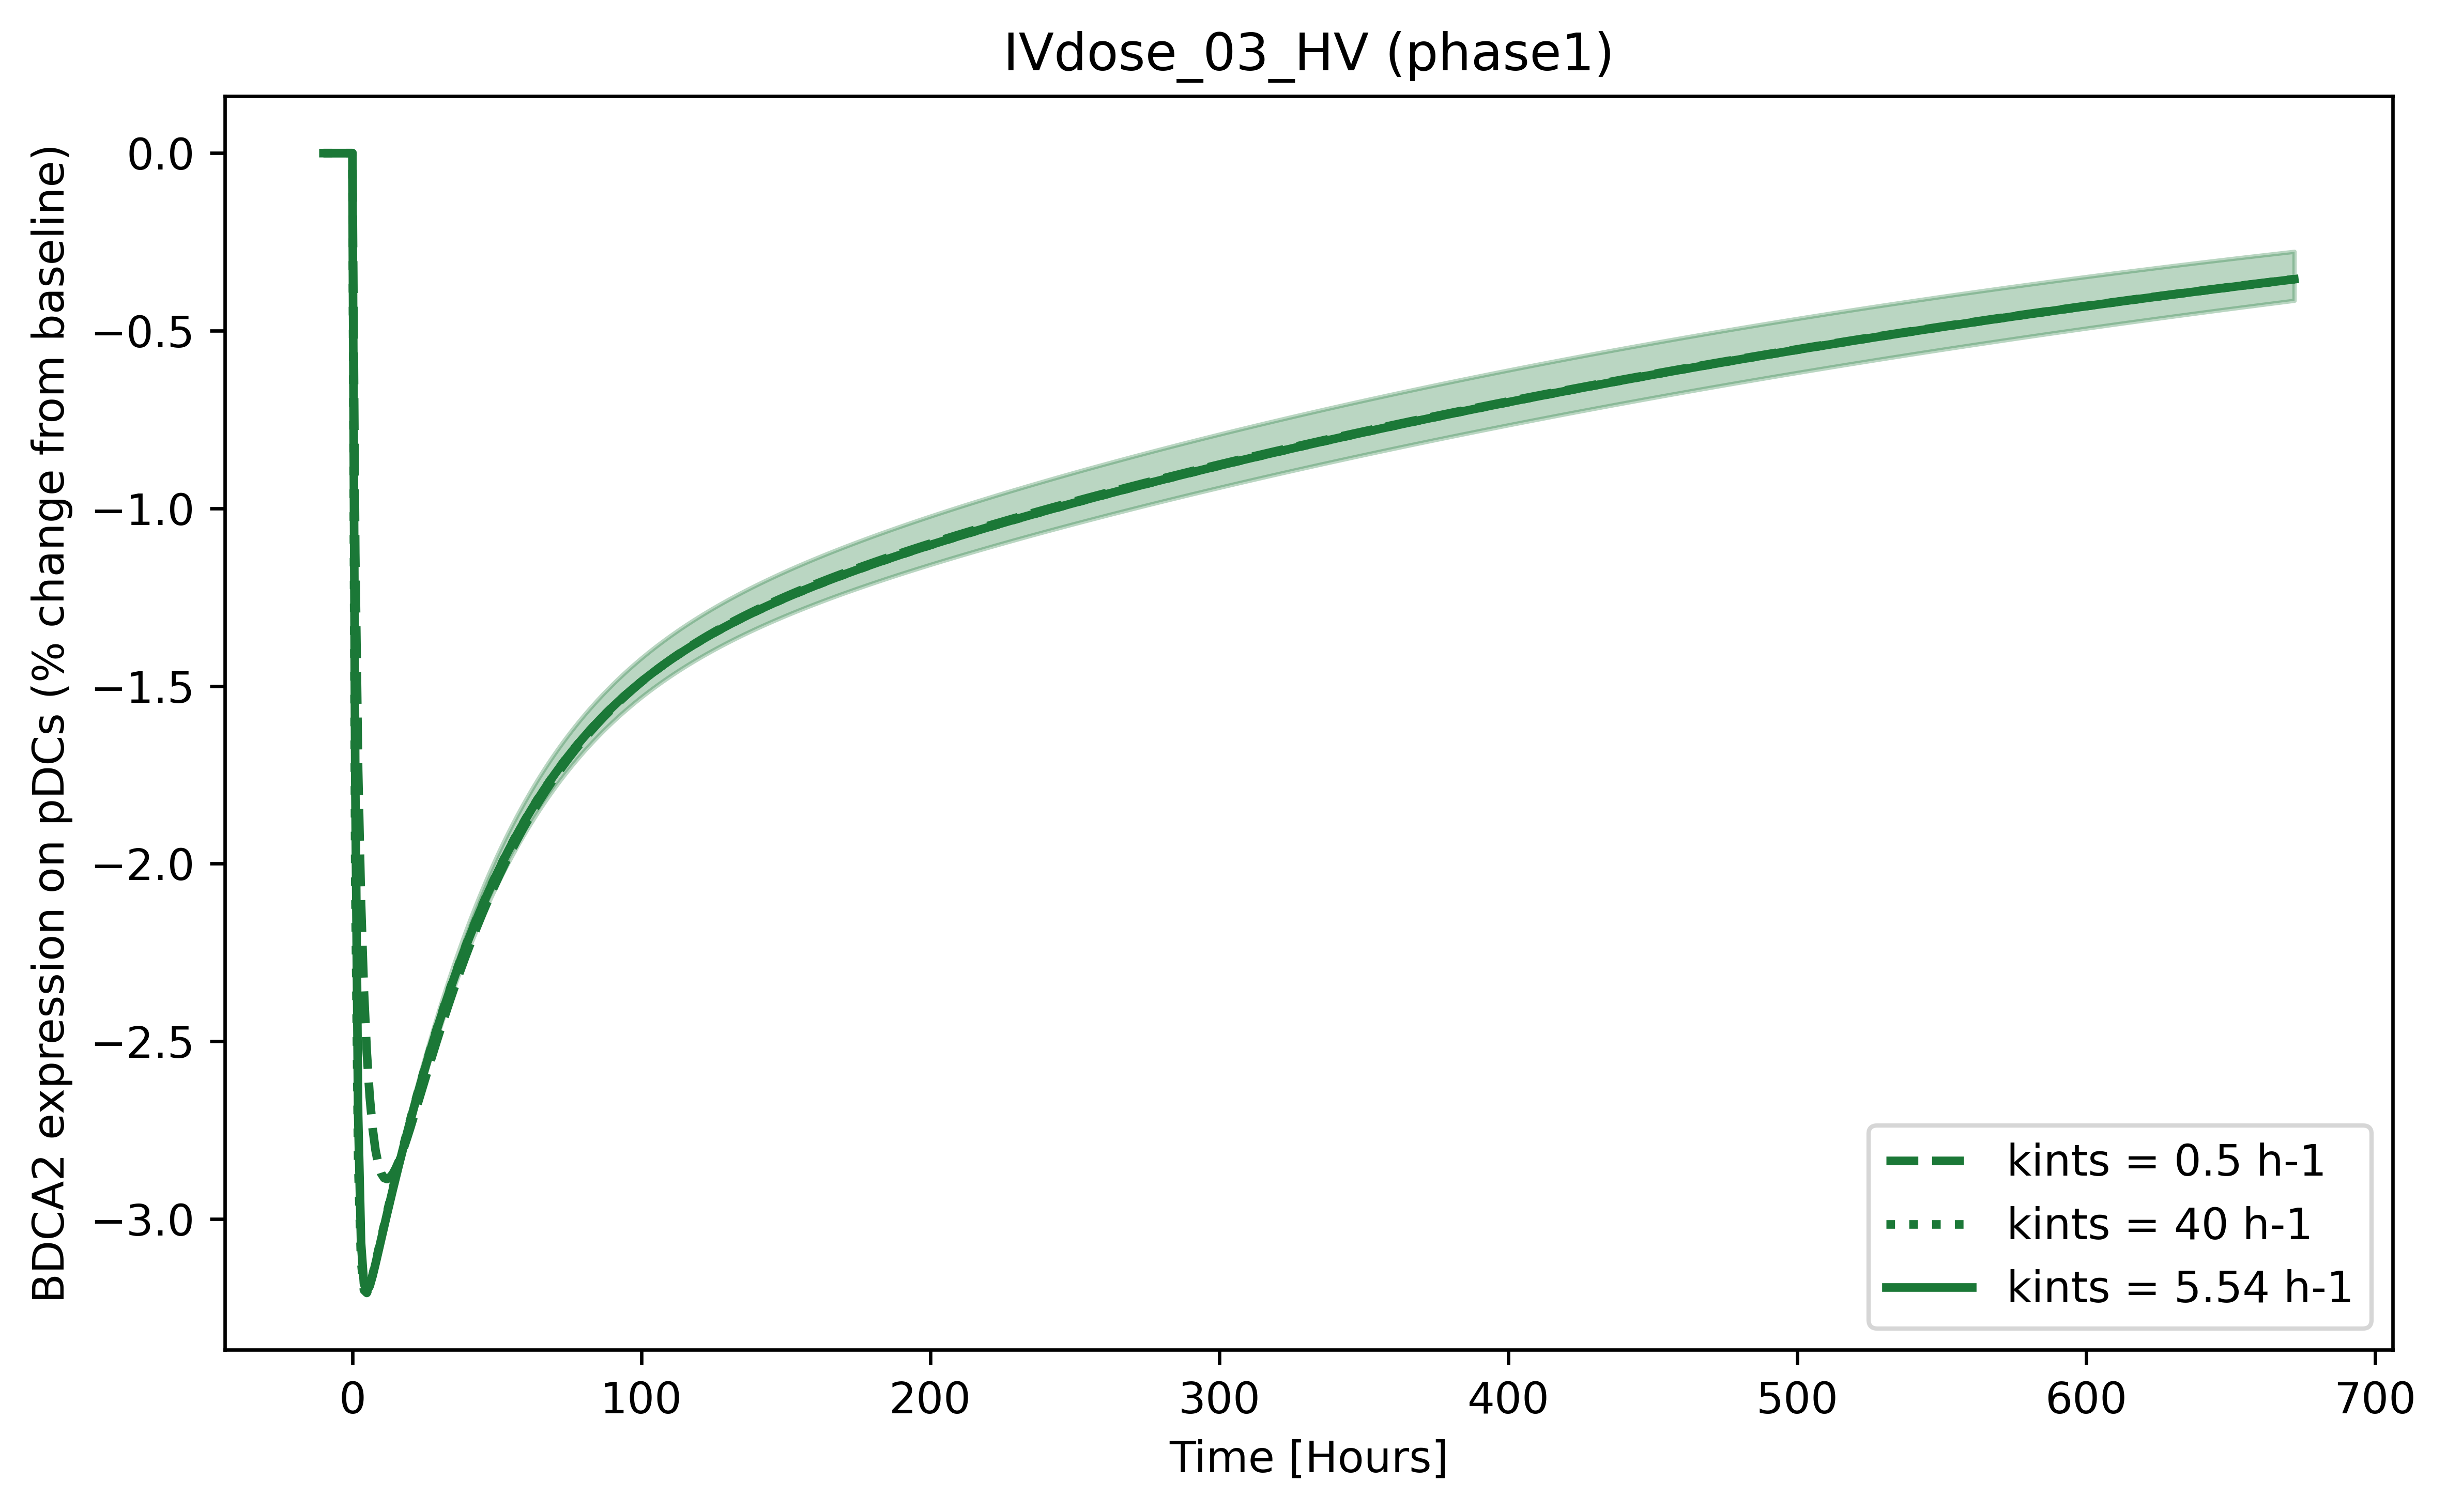 IVdose_03_HV (phase1)
BDCA2 expression on pDCs (% change from baseline)
0.0
−0.5
−1.0
−1.5
−2.0
−2.5
−3.0
kints = 0.5 h-1
kints = 40 h-1
kints = 5.54 h-1
0 100 200 300 400 500 600 700
Time [Hours]